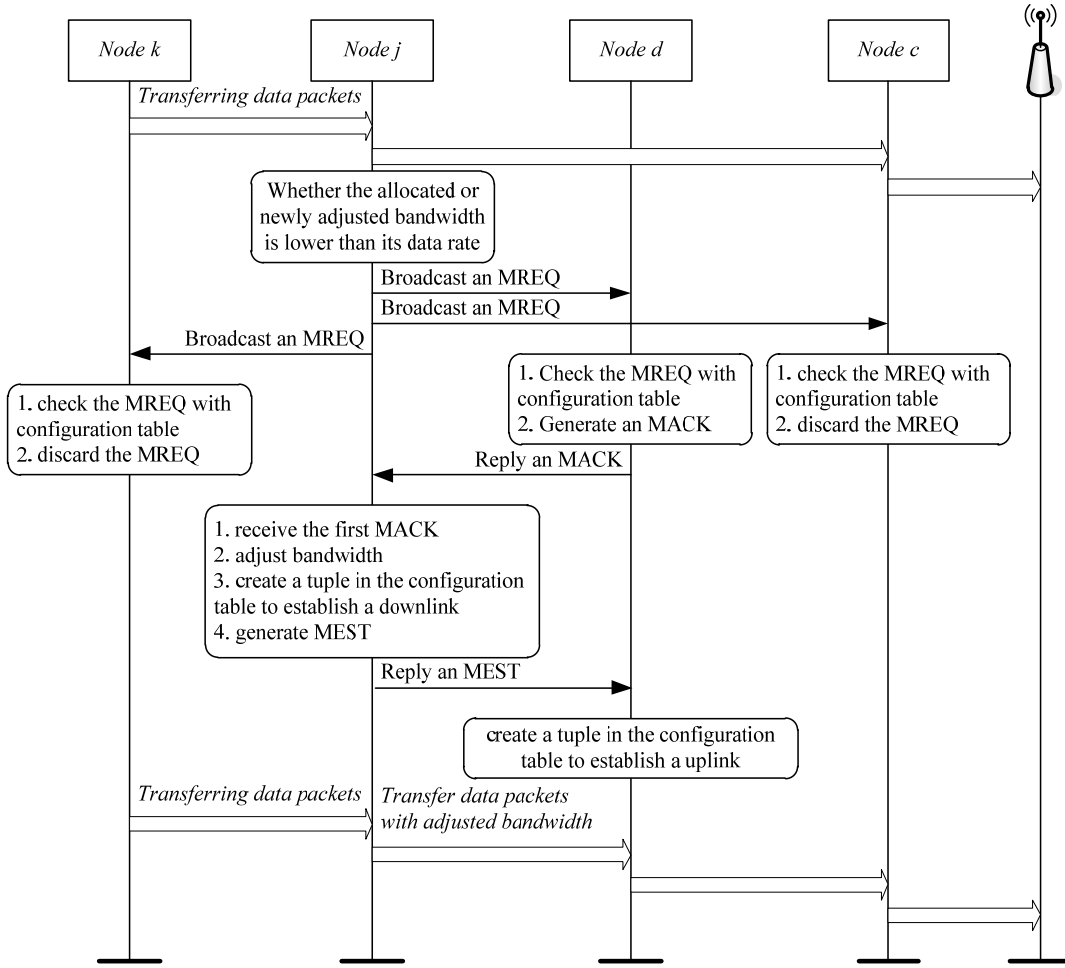 Node k
Node j
Node d
Node c
Transferring data packets
Whether the allocated or
newly adjusted bandwidth
is lower than its data rate
Broadcast an MREQ
Broadcast an MREQ
Broadcast an MREQ
1. check the MREQ with
configuration table
2. discard the MREQ
1. Check the MREQ with
configuration table
2. Generate an MACK
1. check the MREQ with
configuration table
2. discard the MREQ
Reply an MACK
1. receive the first MACK
2. adjust bandwidth
3. create a tuple in the configuration
table to establish a downlink
4. generate MEST
Reply an MEST
create a tuple in the configuration
table to establish a uplink
Transferring data packets
Transfer data packets
with adjusted bandwidth